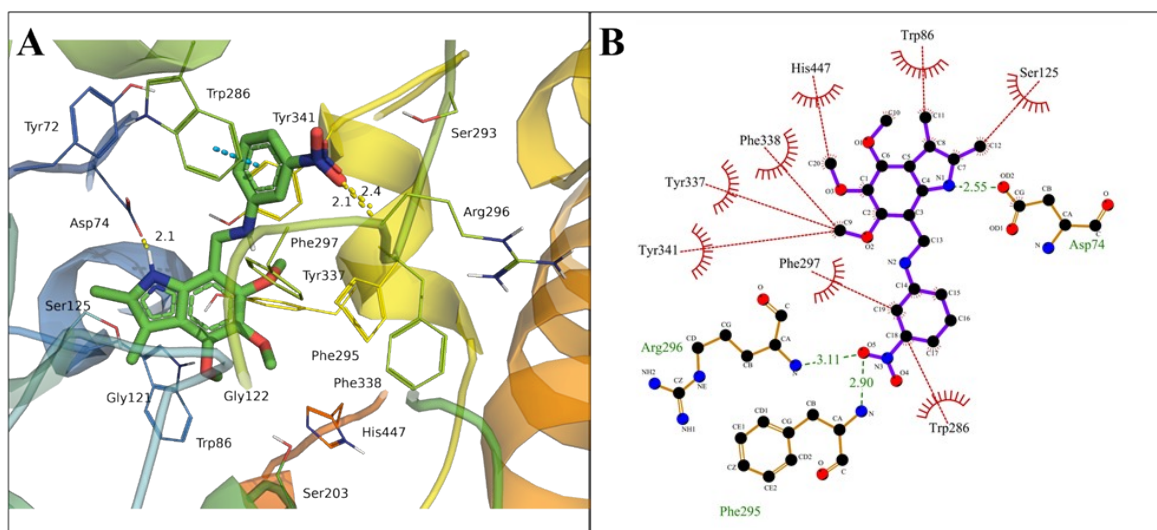 A
Trp286
Tyr341
Ser293
Tyr72
2.4
2.1
Arg296
Asp74
2.1
Phe297
Tyr337
Ser125
Phe295
Gly121
Gly122
Phe338
Trp86
His447
Ser203
B
Trp86
His447
Ser125
Phe338
Tyr337
Tyr341
Phe297
C10
C11
O1
C12
C20
C6
C8
C5
C7
O3
C1
C4
N1
2.55
OD2
C2
C3
CG
CB
O
C9
O2
CA
C
C13
OD1
N
Asp74
N2
C14
C15
C19
C16
C18
C17
O
C
CG
CD
CA
Arg296
CB
N
3.11
O5
N3
O4
NH2
CZ
NE
2.90
NH1
CB
CA
N
CD1
CG
CE1
CD2
O
C
CZ
CE2
Trp286
Phe295